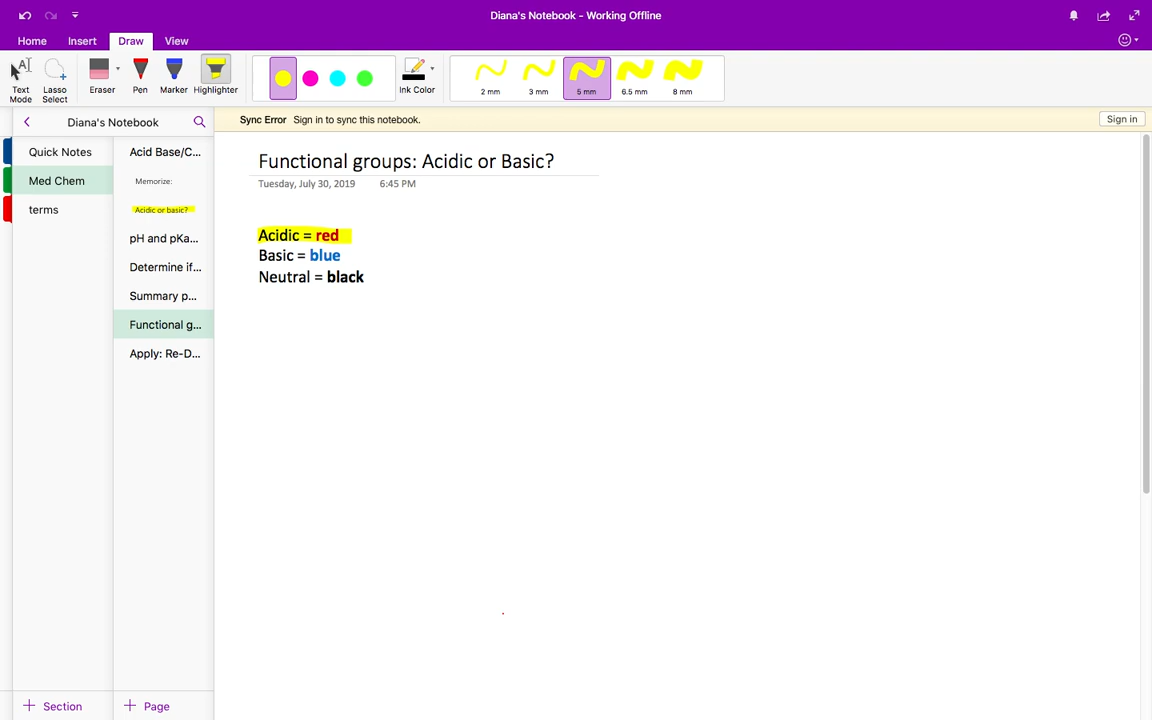 Diana's Notebook - Working Offline
Home Insert Draw View
Text Mode
Lasso Select
Eraser
Pen
Marker
Highlighter
Ink Color
2 mm
3 mm
5 mm
6.5 mm
8 mm
Diana's Notebook
Sync Error Sign in to sync this notebook.
Sign in
Quick Notes
Med Chem
terms
Acid Base/C...
Memorize:
Acidic or basic?
pH and pKa...
Determine if...
Summary p...
Functional g...
Apply: Re-D...
Functional groups: Acidic or Basic?
Tuesday, July 30, 2019 6:45 PM
Acidic = red
Basic = blue
Neutral = black
+ Section
+ Page